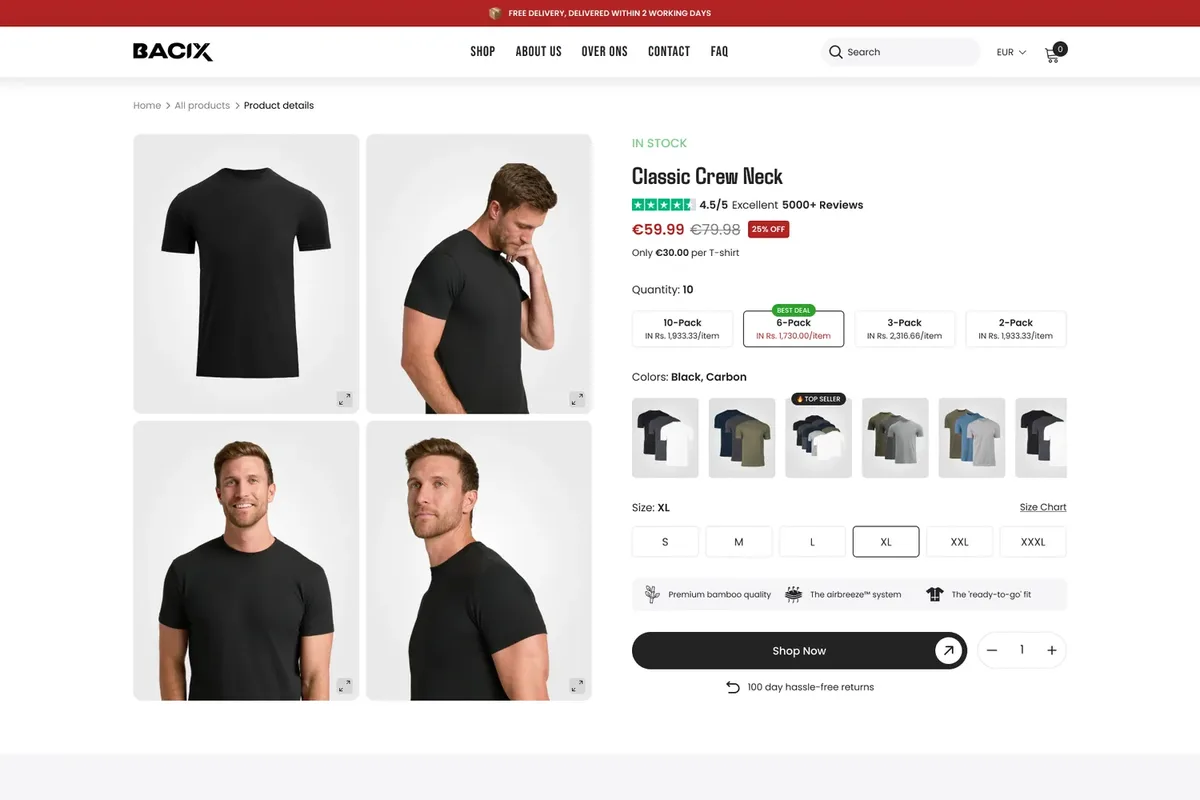 FREE DELIVERY, DELIVERED WITHIN 2 WORKING DAYS
BACIX
SHOP ABOUT US OVER ONS CONTACT FAQ
Search
EUR
0
Home > All products > Product details
IN STOCK
Classic Crew Neck
4.5/5 Excellent 5000+ Reviews
€59.99 €79.98 25% OFF
Only €30.00 per T-shirt
Quantity: 10
BEST DEAL
10-Pack 6-Pack 3-Pack 2-Pack
IN Rs. 1,933.33/item IN Rs. 1,730.00/item IN Rs. 2,316.66/item IN Rs. 1,933.33/item
Colors: Black, Carbon
TOP SELLER
Size: XL Size Chart
S M L XL XXL XXXL
Premium bamboo quality The airbreeze™ system The 'ready-to-go' fit
Shop Now
− 1 +
100 day hassle-free returns